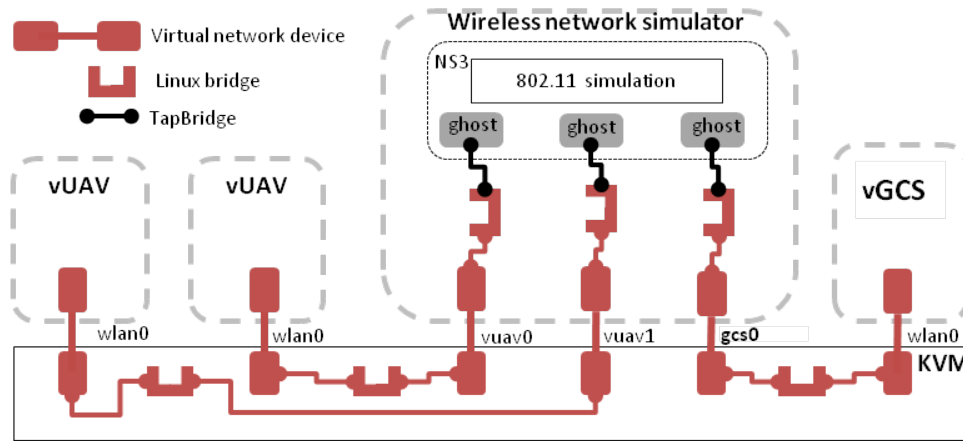 Wireless network simulator
Virtual network device
Linux bridge
TapBridge
NS3
802.11 simulation
ghost
ghost
ghost
vUAV
vUAV
vGCS
wlan0
wlan0
vuav0
vuav1
gcs0
wlan0
KVM